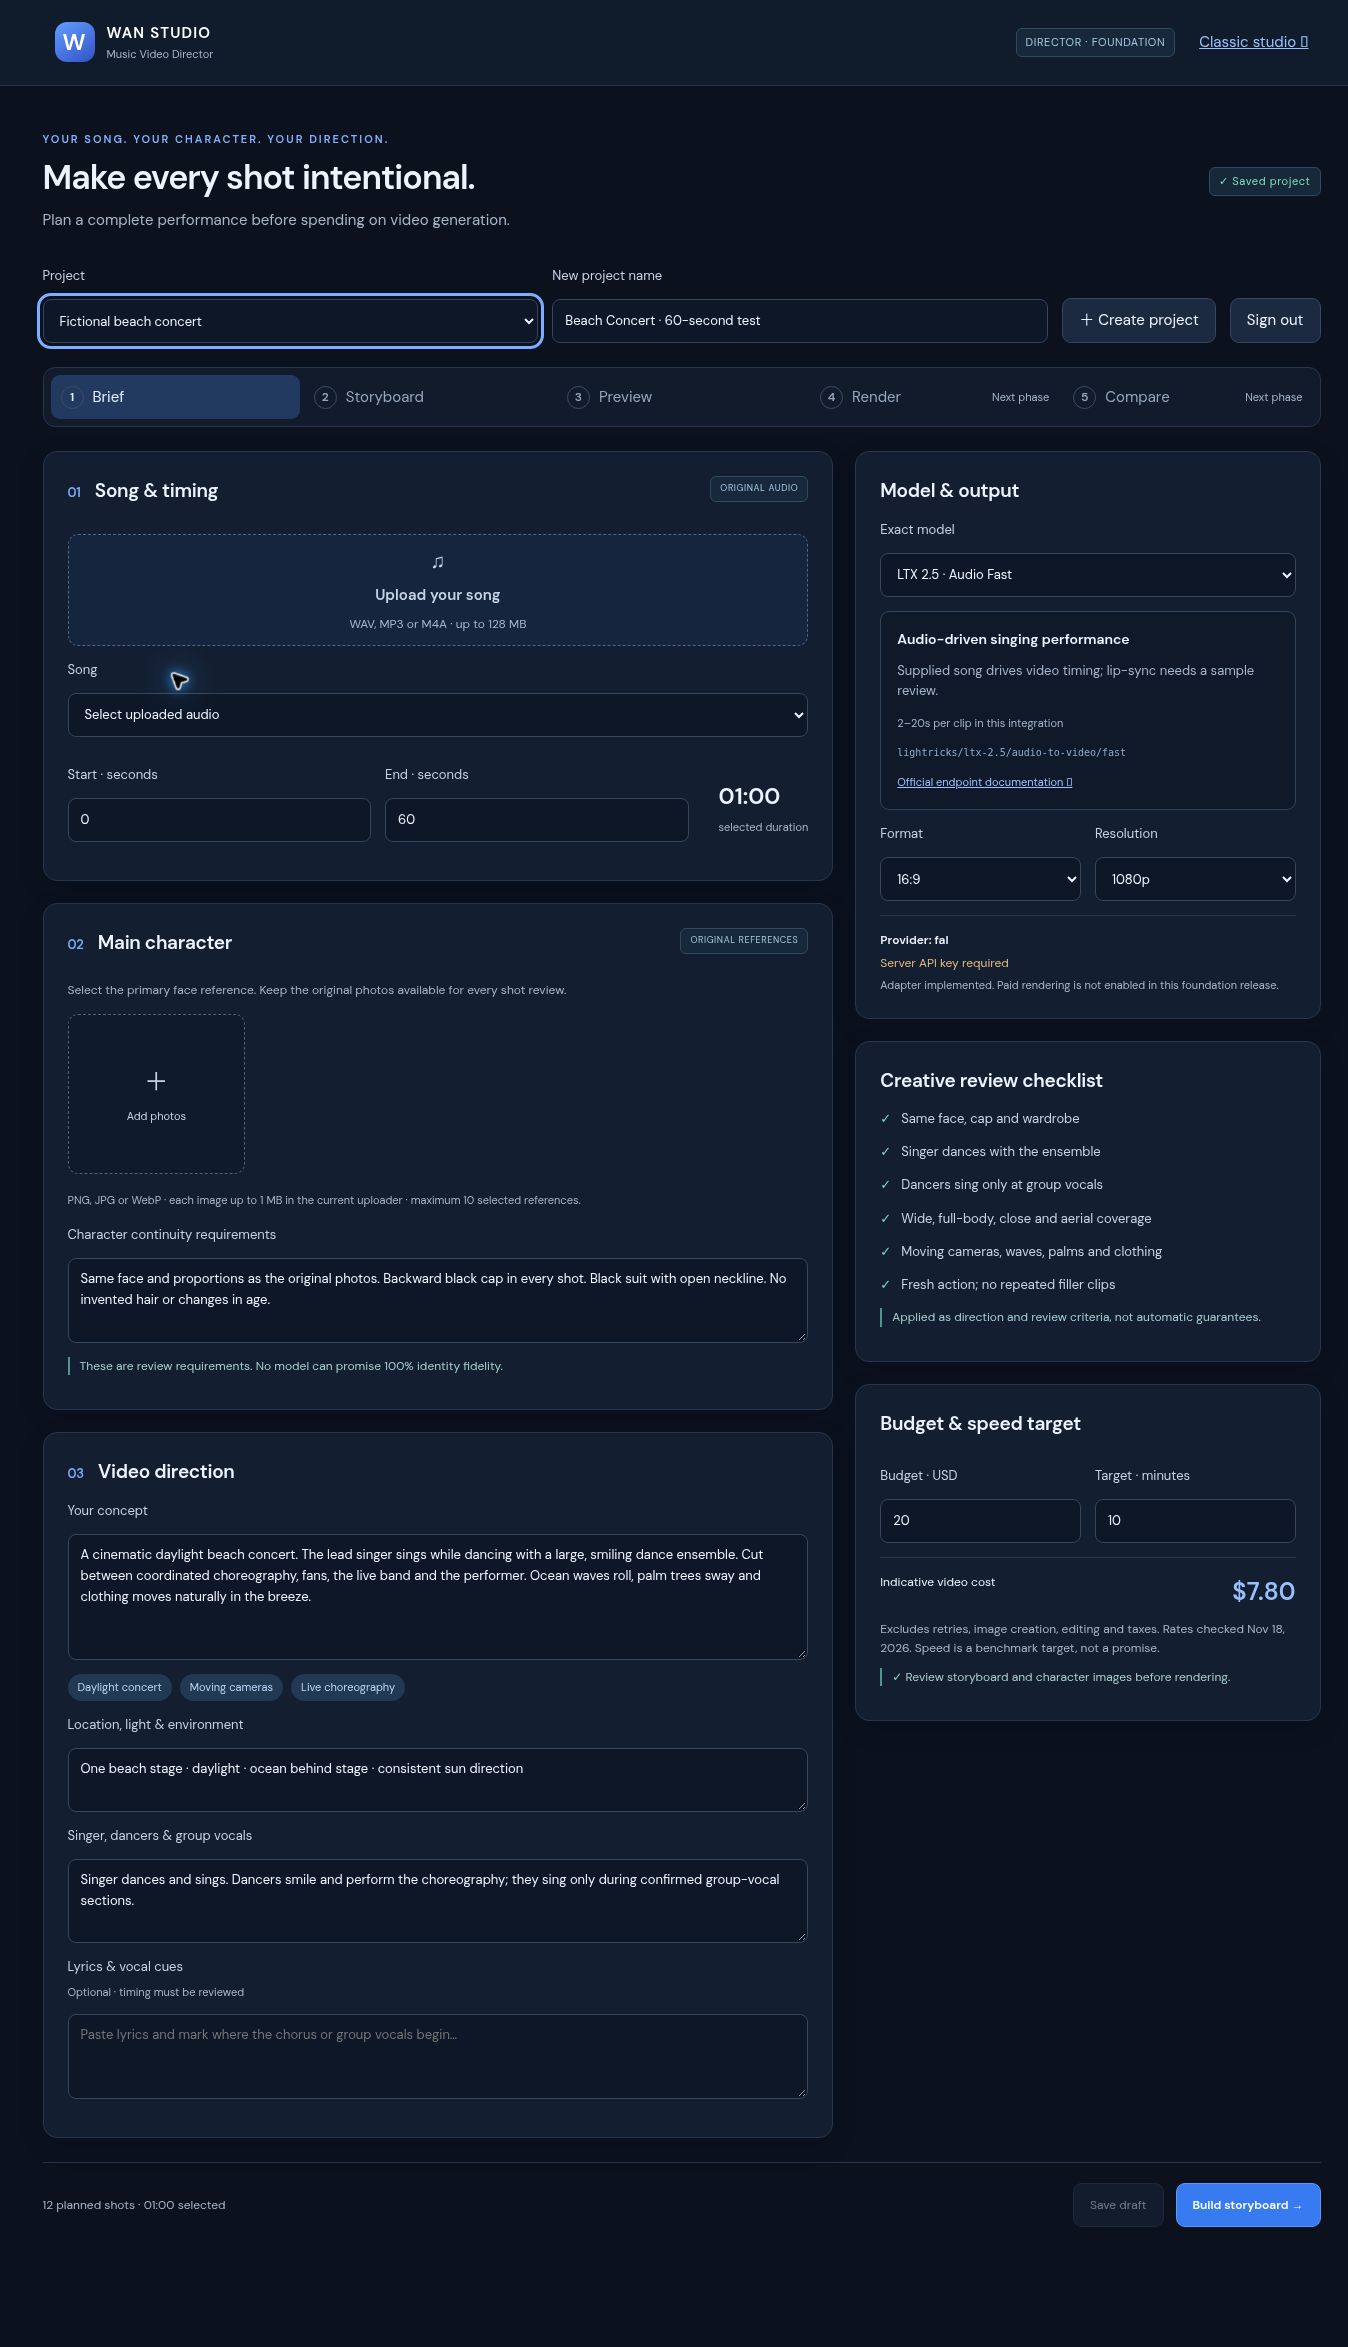 W
WAN STUDIO
Music Video Director
DIRECTOR · FOUNDATION
Classic studio
YOUR SONG. YOUR CHARACTER. YOUR DIRECTION.
Make every shot intentional.
Plan a complete performance before spending on video generation.
✓ Saved project
Project
New project name
Fictional beach concert
Beach Concert · 60-second test
+ Create project
Sign out
1 Brief
2 Storyboard
3 Preview
4 Render Next phase
5 Compare Next phase
01 Song & timing
ORIGINAL AUDIO
♫
Upload your song
WAV, MP3 or M4A · up to 128 MB
Song
Select uploaded audio
Start · seconds
End · seconds
0
60
01:00
selected duration
02 Main character
ORIGINAL REFERENCES
Select the primary face reference. Keep the original photos available for every shot review.
+
Add photos
PNG, JPG or WebP · each image up to 1 MB in the current uploader · maximum 10 selected references.
Character continuity requirements
Same face and proportions as the original photos. Backward black cap in every shot. Black suit with open neckline. No
invented hair or changes in age.
These are review requirements. No model can promise 100% identity fidelity.
03 Video direction
Your concept
A cinematic daylight beach concert. The lead singer sings while dancing with a large, smiling dance ensemble. Cut
between coordinated choreography, fans, the live band and the performer. Ocean waves roll, palm trees sway and
clothing moves naturally in the breeze.
Daylight concert
Moving cameras
Live choreography
Location, light & environment
One beach stage · daylight · ocean behind stage · consistent sun direction
Singer, dancers & group vocals
Singer dances and sings. Dancers smile and perform the choreography; they sing only during confirmed group-vocal
sections.
Lyrics & vocal cues
Optional · timing must be reviewed
Paste lyrics and mark where the chorus or group vocals begin…
Model & output
Exact model
LTX 2.5 · Audio Fast
Audio-driven singing performance
Supplied song drives video timing; lip-sync needs a sample
review.
2–20s per clip in this integration
lightricks/ltx-2.5/audio-to-video/fast
Official endpoint documentation
Format
Resolution
16:9
1080p
Provider: fal
Server API key required
Adapter implemented. Paid rendering is not enabled in this foundation release.
Creative review checklist
✓ Same face, cap and wardrobe
✓ Singer dances with the ensemble
✓ Dancers sing only at group vocals
✓ Wide, full-body, close and aerial coverage
✓ Moving cameras, waves, palms and clothing
✓ Fresh action; no repeated filler clips
Applied as direction and review criteria, not automatic guarantees.
Budget & speed target
Budget · USD
Target · minutes
20
10
Indicative video cost
$7.80
Excludes retries, image creation, editing and taxes. Rates checked Nov 18,
2026. Speed is a benchmark target, not a promise.
✓ Review storyboard and character images before rendering.
12 planned shots · 01:00 selected
Save draft
Build storyboard →